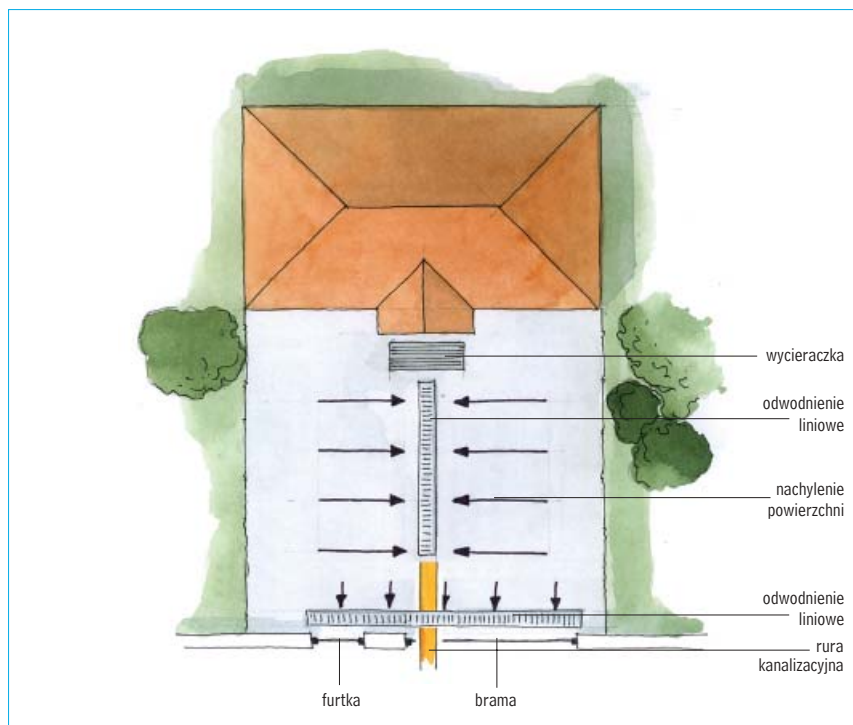 wycieraczka
odwodnienie
liniowe
nachylenie
powierzchni
odwodnienie
liniowe
rura
kanalizacyjna
furtka
brama